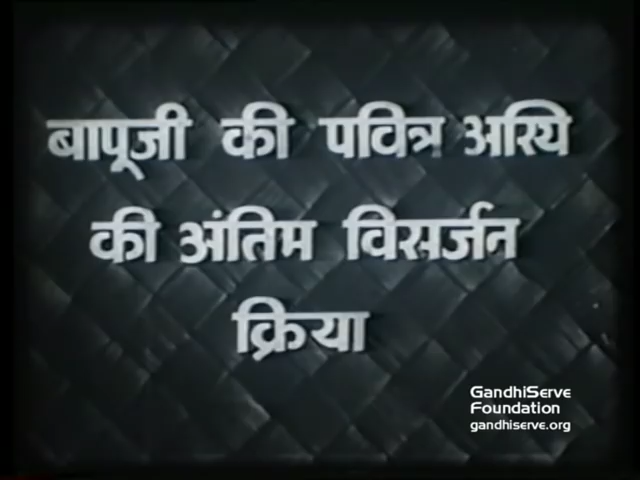 बापूजी की पवित्र अस्थि
की अंतिम विसर्जन
क्रिया
GandhiServe
Foundation
gandhiserve.org